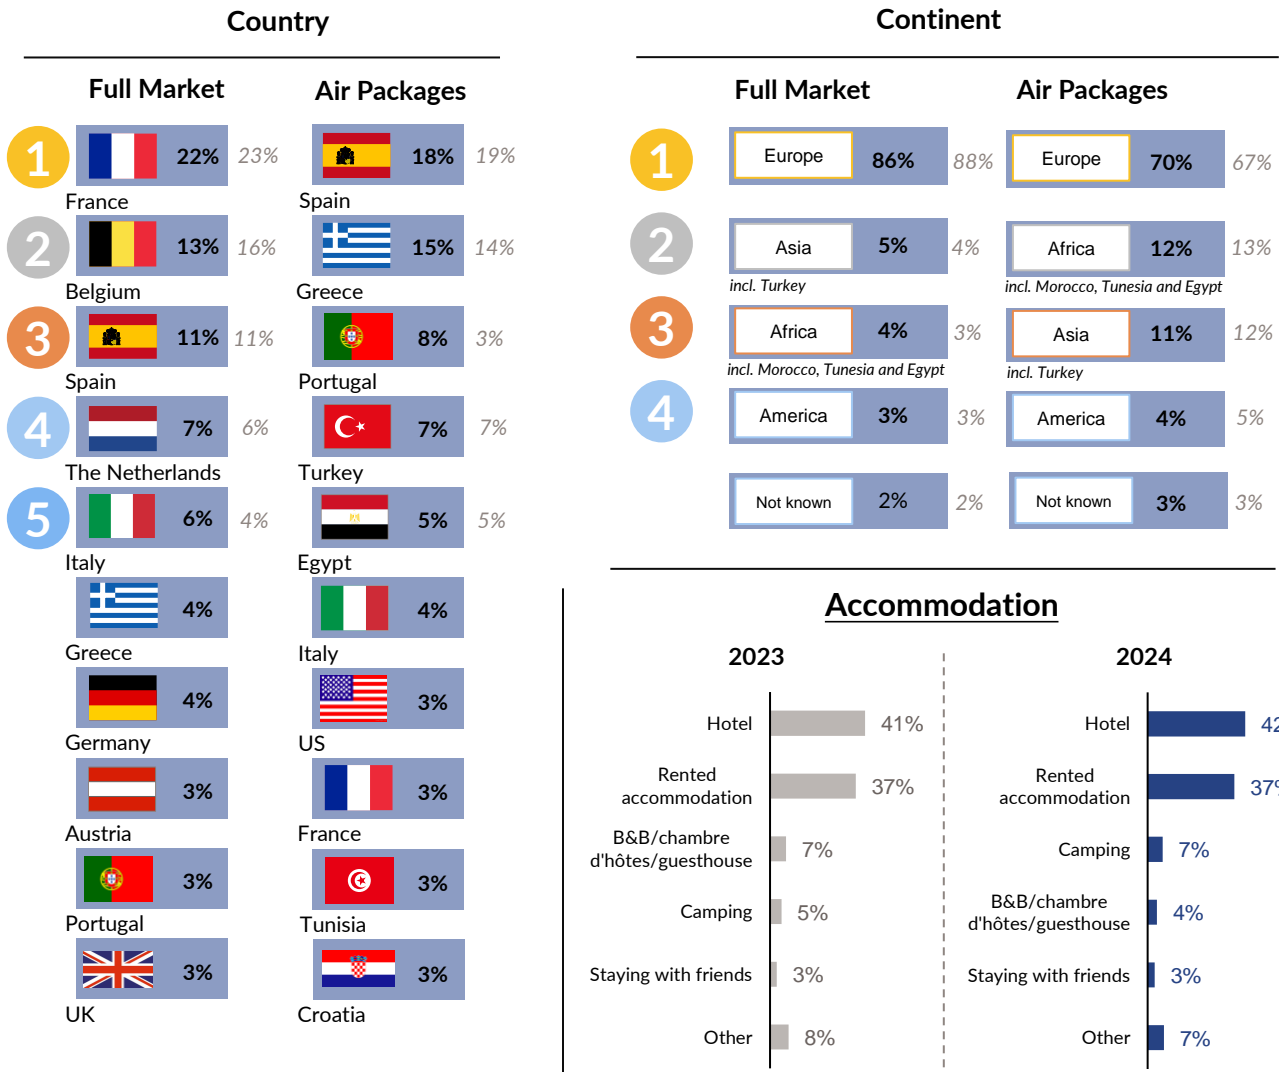 Country
Full Market
Air Packages
1
22%
23%
18%
19%
France
Spain
2
13%
16%
15%
14%
Belgium
Greece
3
11%
11%
8%
3%
Spain
Portugal
4
7%
6%
7%
7%
The Netherlands
Turkey
5
6%
4%
5%
5%
Italy
Egypt
4%
4%
Greece
Italy
4%
3%
Germany
US
3%
3%
Austria
France
3%
3%
Portugal
Tunisia
3%
3%
UK
Croatia
Continent
Full Market
Air Packages
1
Europe
86%
88%
Europe
70%
67%
2
Asia
5%
4%
Africa
12%
13%
incl. Turkey
incl. Morocco, Tunesia and Egypt
3
Africa
4%
3%
Asia
11%
12%
incl. Morocco, Tunesia and Egypt
incl. Turkey
4
America
3%
3%
America
4%
5%
Not known
2%
2%
Not known
3%
3%
Accommodation
2023
Hotel
41%
Rented
accommodation
37%
B&B/chambre
d'hôtes/guesthouse
7%
Camping
5%
Staying with friends
3%
Other
8%
2024
Hotel
42
Rented
accommodation
37%
Camping
7%
B&B/chambre
d'hôtes/guesthouse
4%
Staying with friends
3%
Other
7%